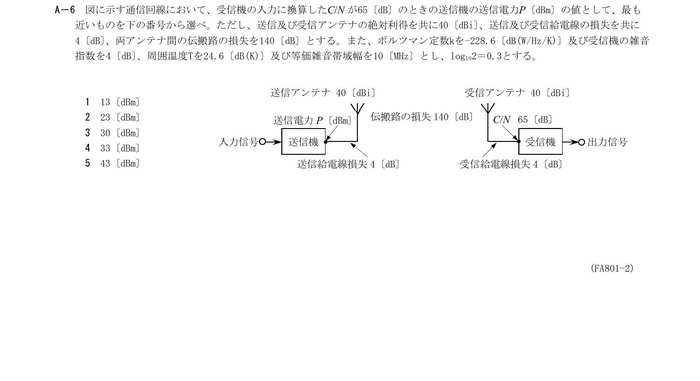 A-6 図に示す通信回線において、受信機の入力に換算したC/Nが65〔dB〕のときの送信機の送信電力P〔dBm〕の値として、最も
近いものを下の番号から選べ。ただし、送信及び受信アンテナの絶対利得を共に40〔dBi〕、送信及び受信給電線の損失を共に
4〔dB〕、両アンテナ間の伝搬路の損失を140〔dB〕とする。また、ボルツマン定数kを-228.6〔dB(W/Hz/K)〕及び受信機の雑音
指数を4〔dB〕、周囲温度Tを24.6〔dB(K)〕及び等価雑音帯域幅を10〔MHz〕とし、log₁₀2=0.3とする。
1 13〔dBm〕
2 23〔dBm〕
3 30〔dBm〕
4 33〔dBm〕
5 43〔dBm〕
送信アンテナ 40〔dBi〕
受信アンテナ 40〔dBi〕
送信電力P〔dBm〕
伝搬路の損失140〔dB〕
C/N 65〔dB〕
入力信号
送信機
受信機
出力信号
送信給電線損失4〔dB〕
受信給電線損失4〔dB〕
(FA801-2)